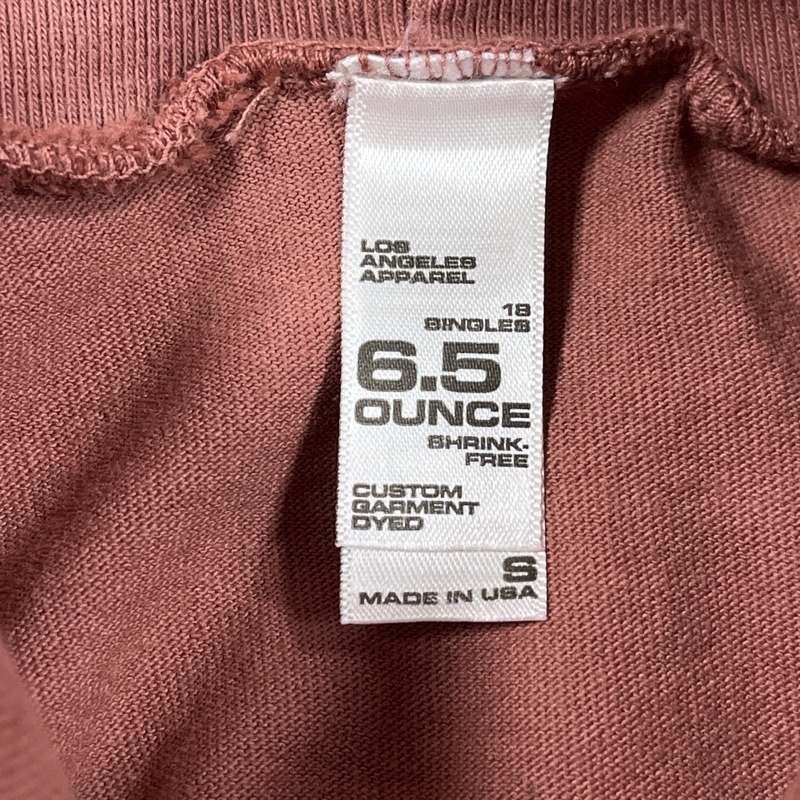 LOS
ANGELES
APPAREL
18
SINGLES
6.5
OUNCE
SHRINK-
FREE
CUSTOM
GARMENT
DYED
S
MADE IN USA